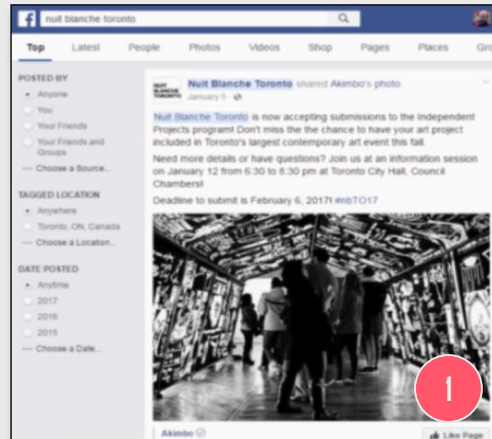 nuit blanche toronto
Top Latest People Photos Videos Shop Pages Places Gro
POSTED BY
Anyone
You
Your Friends
Your Friends and
Groups
Choose a Source...
TAGGED LOCATION
Anywhere
Toronto, ON, Canada
Choose a Location...
DATE POSTED
Anytime
2017
2016
2015
Choose a Date...
NUIT
BLANCHE
TORONTO
Nuit Blanche Toronto shared Akimbo's photo.
January 5
Nuit Blanche Toronto is now accepting submissions to the Independent
Projects program! Don't miss the the chance to have your art project
included in Toronto's largest contemporary art event this fall.
Need more details or have questions? Join us at an information session
on January 12 from 6:30 to 8:30 pm at Toronto City Hall, Council
Chambers!
Deadline to submit is February 6, 2017! #nbTO17
1
Akimbo
Like Page